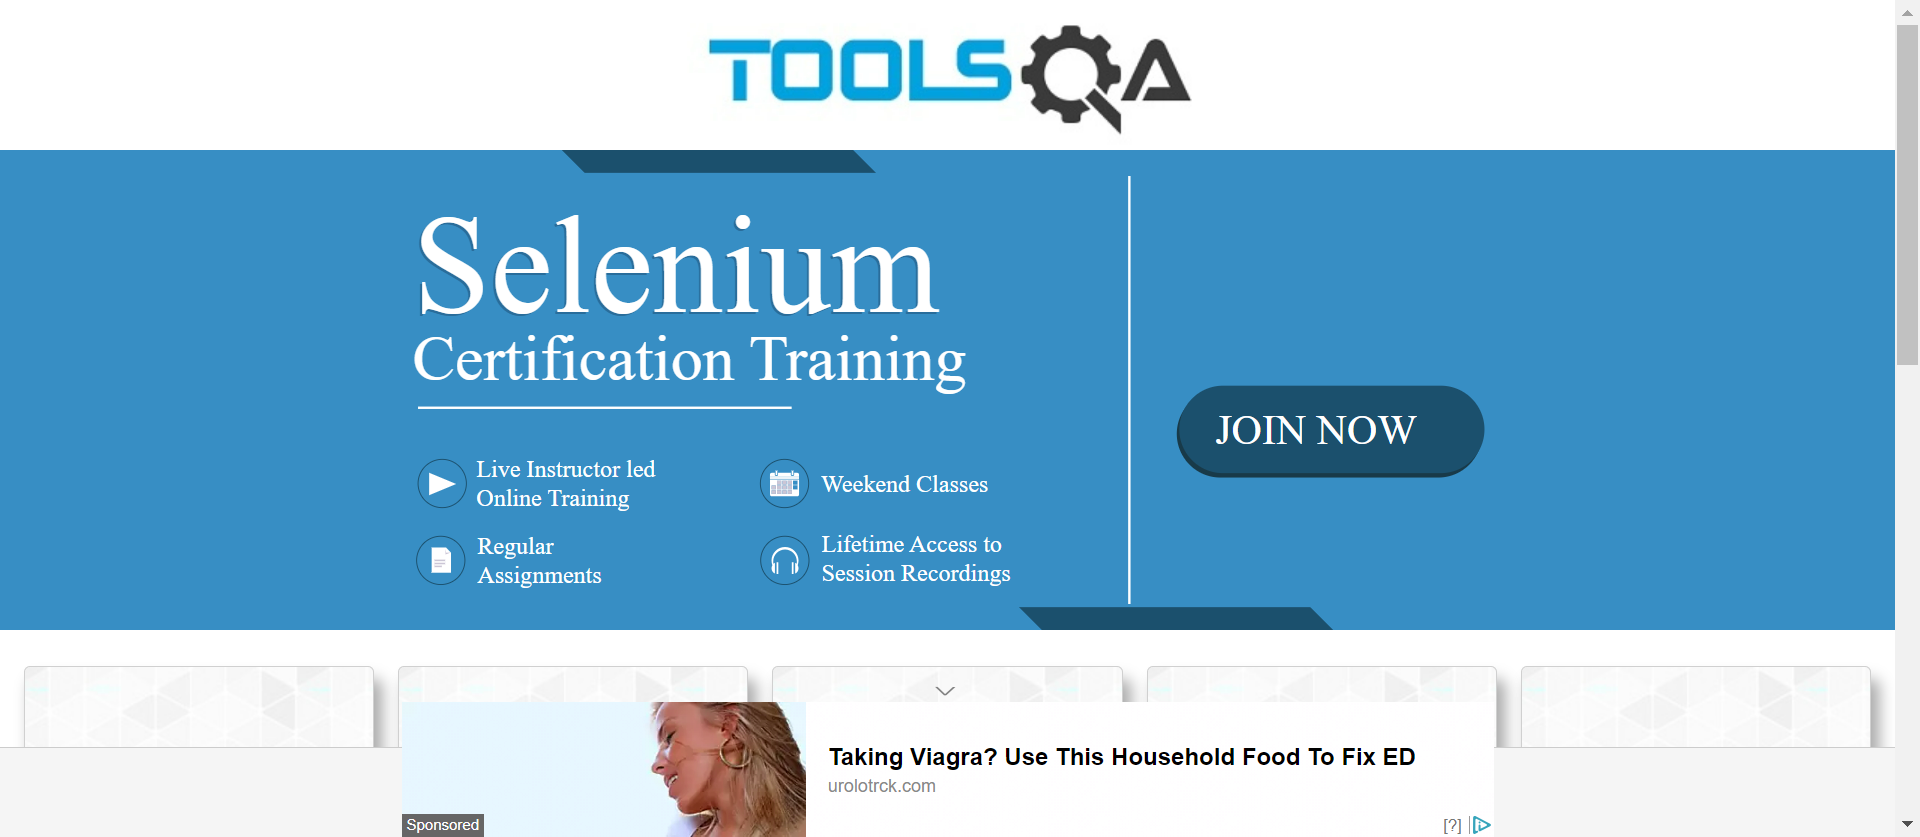 TOOLSQA
Selenium
Certification Training
Live Instructor led
Online Training
Weekend Classes
Regular
Assignments
Lifetime Access to
Session Recordings
JOIN NOW
Taking Viagra? Use This Household Food To Fix ED
urolotrck.com
Sponsored
[?]